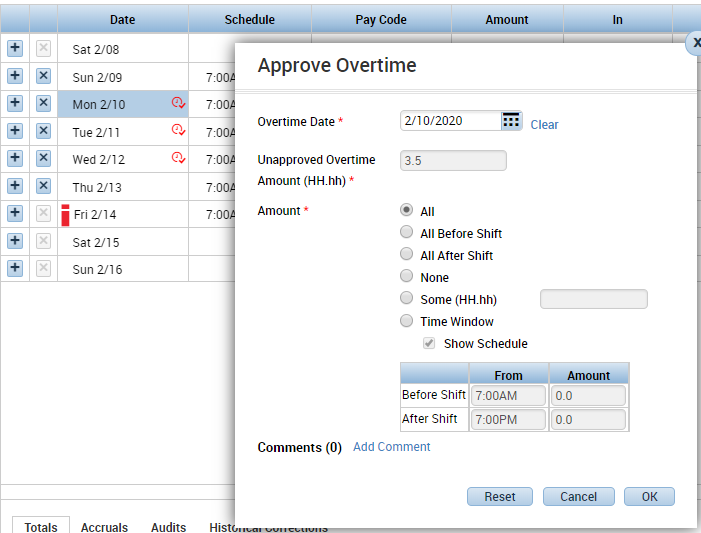 Date Schedule Pay Code Amount In
Sat 2/08
Sun 2/09 7:00A
Mon 2/10 7:00A
Tue 2/11 7:00A
Wed 2/12 7:00A
Thu 2/13 7:00A
Fri 2/14 7:00A
Sat 2/15
Sun 2/16
Approve Overtime
Overtime Date * 2/10/2020 Clear
Unapproved Overtime
Amount (HH.hh) * 3.5
Amount * All
All Before Shift
All After Shift
None
Some (HH.hh)
Time Window
Show Schedule
From Amount
Before Shift 7:00AM 0.0
After Shift 7:00PM 0.0
Comments (0) Add Comment
Reset Cancel OK
Totals Accruals Audits Historical Corrections